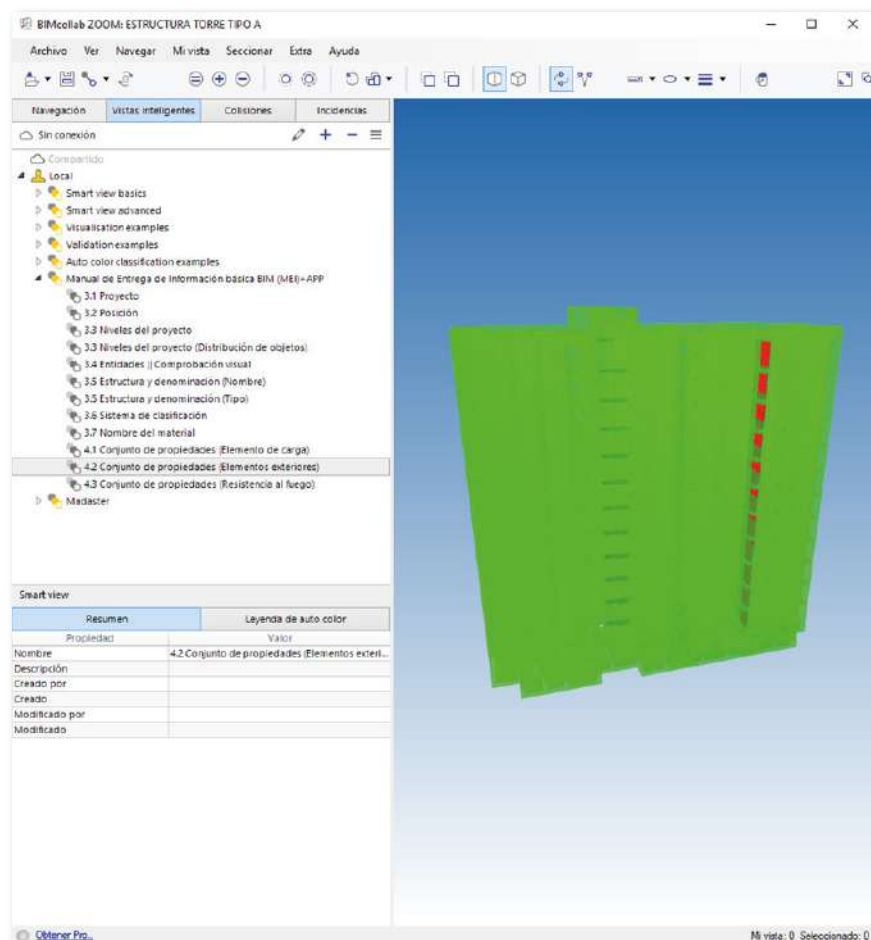 BIMcollab ZOOM: ESTRUCTURA TORRE TIPO A
Archivo Ver Navegar Mi vista Seccionar Extra Ayuda
Navegación Vistas inteligentes Colisiones Incidencias
Sin conexión
Compartido
Local
Smart view basics
Smart view advanced
Visualisation examples
Validation examples
Auto color classification examples
Manual de Entrega de Información básica BIM (MEI)+APP
3.1 Proyecto
3.2 Posición
3.3 Niveles del proyecto
3.3 Niveles del proyecto (Distribución de objetos)
3.4 Entidades || Comprobación visual
3.5 Estructura y denominación (Nombre)
3.5 Estructura y denominación (Tipo)
3.6 Sistema de clasificación
3.7 Nombre del material
4.1 Conjunto de propiedades (Elemento de carga)
4.2 Conjunto de propiedades (Elementos exteriores)
4.3 Conjunto de propiedades (Resistencia al fuego)
Madaster
Smart view
Resumen Leyenda de auto color
Propiedad Valor
Nombre 4.2 Conjunto de propiedades (Elementos exteri...
Descripción
Creado por
Creado
Modificado por
Modificado
Obtener Pro... Mi vista: 0 Seleccionado: 0